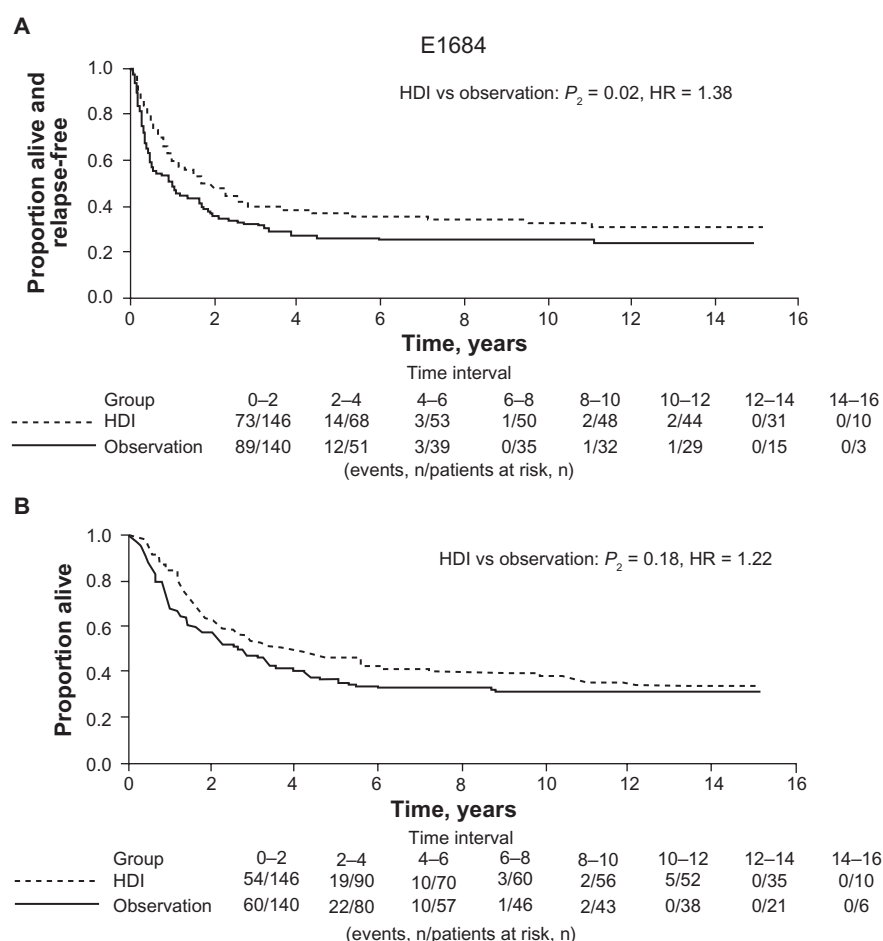 A
E1684
HDI vs observation: P2 = 0.02, HR = 1.38
Proportion alive and
relapse-free
1.0
0.8
0.6
0.4
0.2
0.0
0 2 4 6 8 10 12 14 16
Time, years
Time interval
Group 0–2 2–4 4–6 6–8 8–10 10–12 12–14 14–16
HDI 73/146 14/68 3/53 1/50 2/48 2/44 0/31 0/10
Observation 89/140 12/51 3/39 0/35 1/32 1/29 0/15 0/3
(events, n/patients at risk, n)
B
HDI vs observation: P2 = 0.18, HR = 1.22
Proportion alive
1.0
0.8
0.6
0.4
0.2
0.0
0 2 4 6 8 10 12 14 16
Time, years
Time interval
Group 0–2 2–4 4–6 6–8 8–10 10–12 12–14 14–16
HDI 54/146 19/90 10/70 3/60 2/56 5/52 0/35 0/10
Observation 60/140 22/80 10/57 1/46 2/43 0/38 0/21 0/6
(events, n/patients at risk, n)